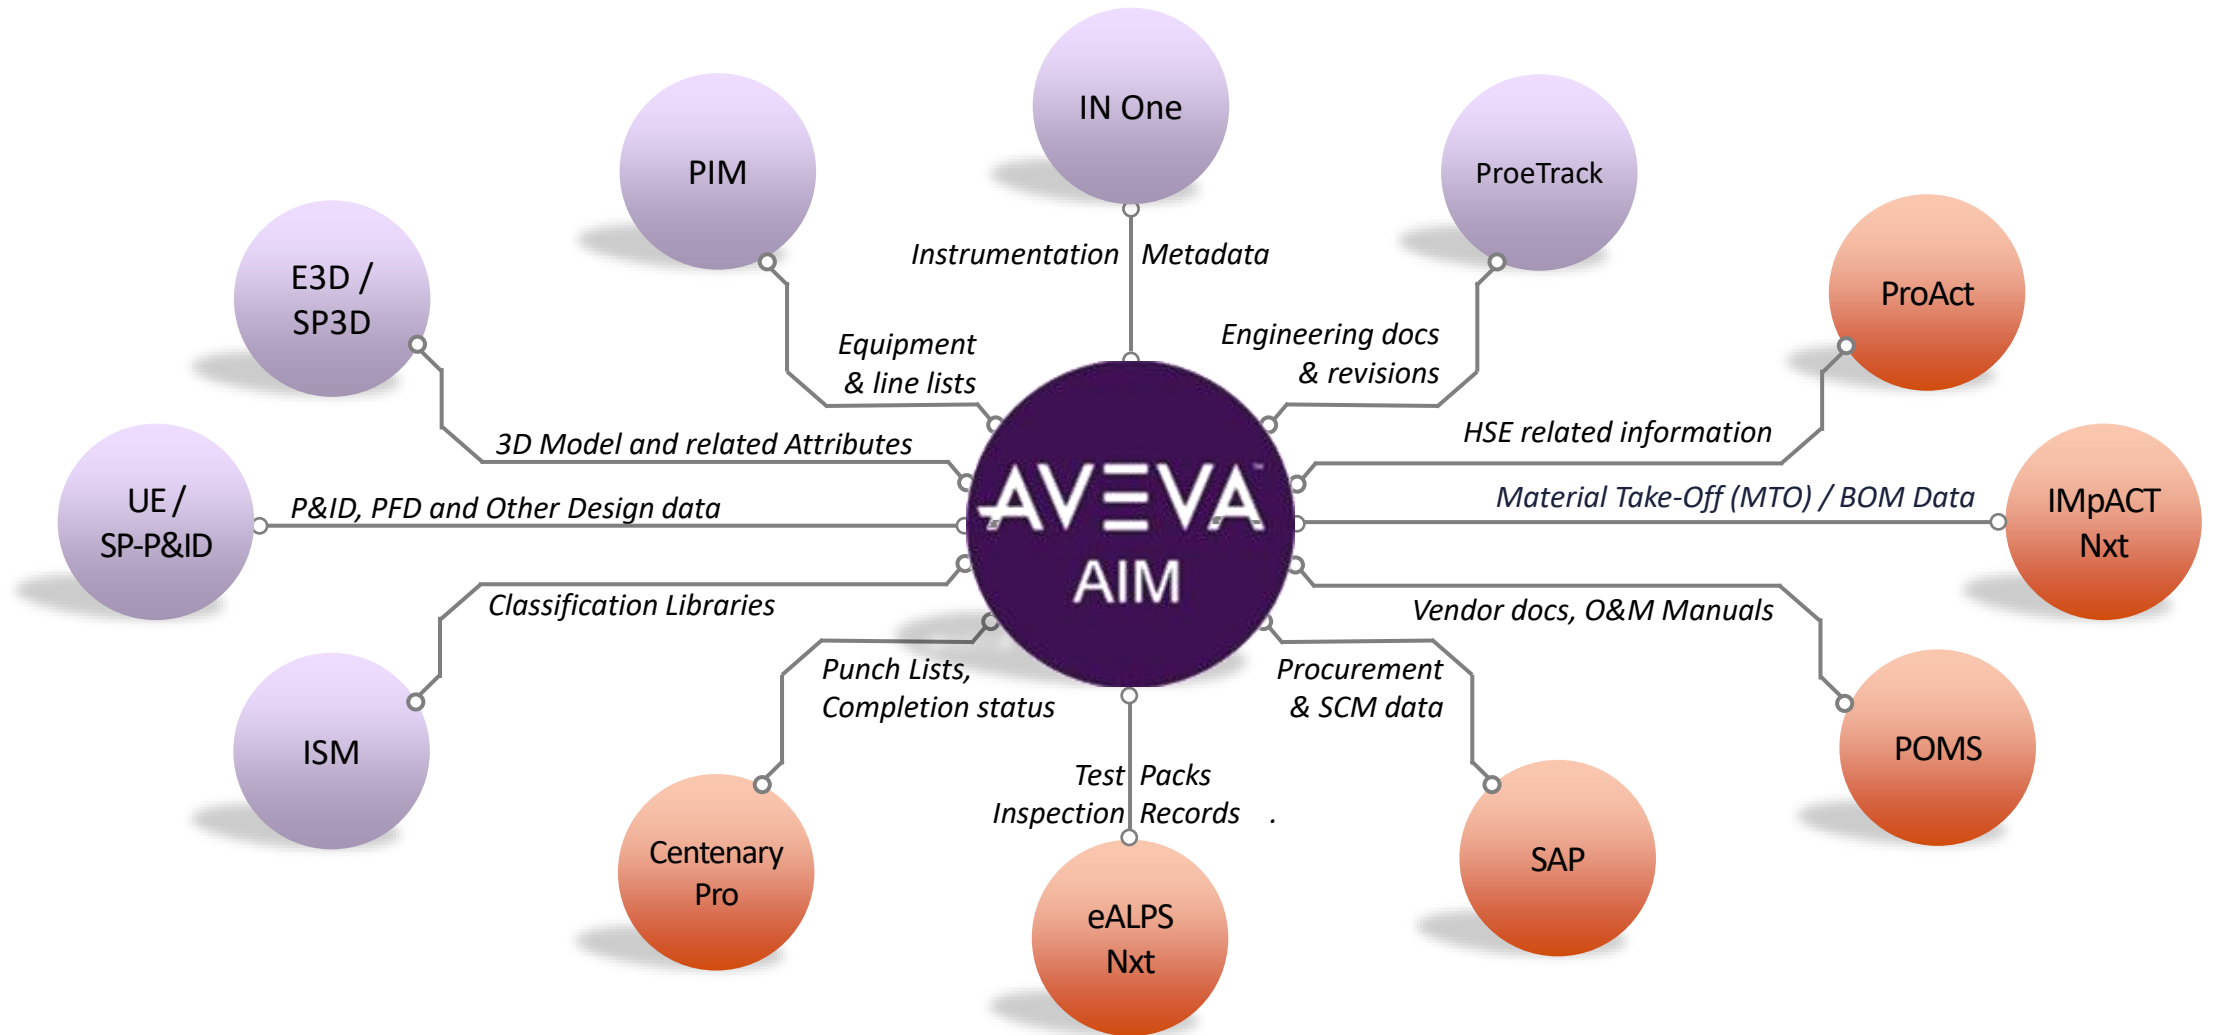 IN One
PIM
ProeTrack
Instrumentation Metadata
E3D /
SP3D
ProAct
Equipment
& line lists
Engineering docs
& revisions
3D Model and related Attributes
HSE related information
UE /
SP-P&ID
P&ID, PFD and Other Design data
AVEVA™
AIM
Material Take-Off (MTO) / BOM Data
IMpACT
Nxt
Classification Libraries
Vendor docs, O&M Manuals
ISM
Punch Lists,
Completion status
Procurement
& SCM data
POMS
Test Packs
Inspection Records .
Centenary
Pro
eALPS
Nxt
SAP